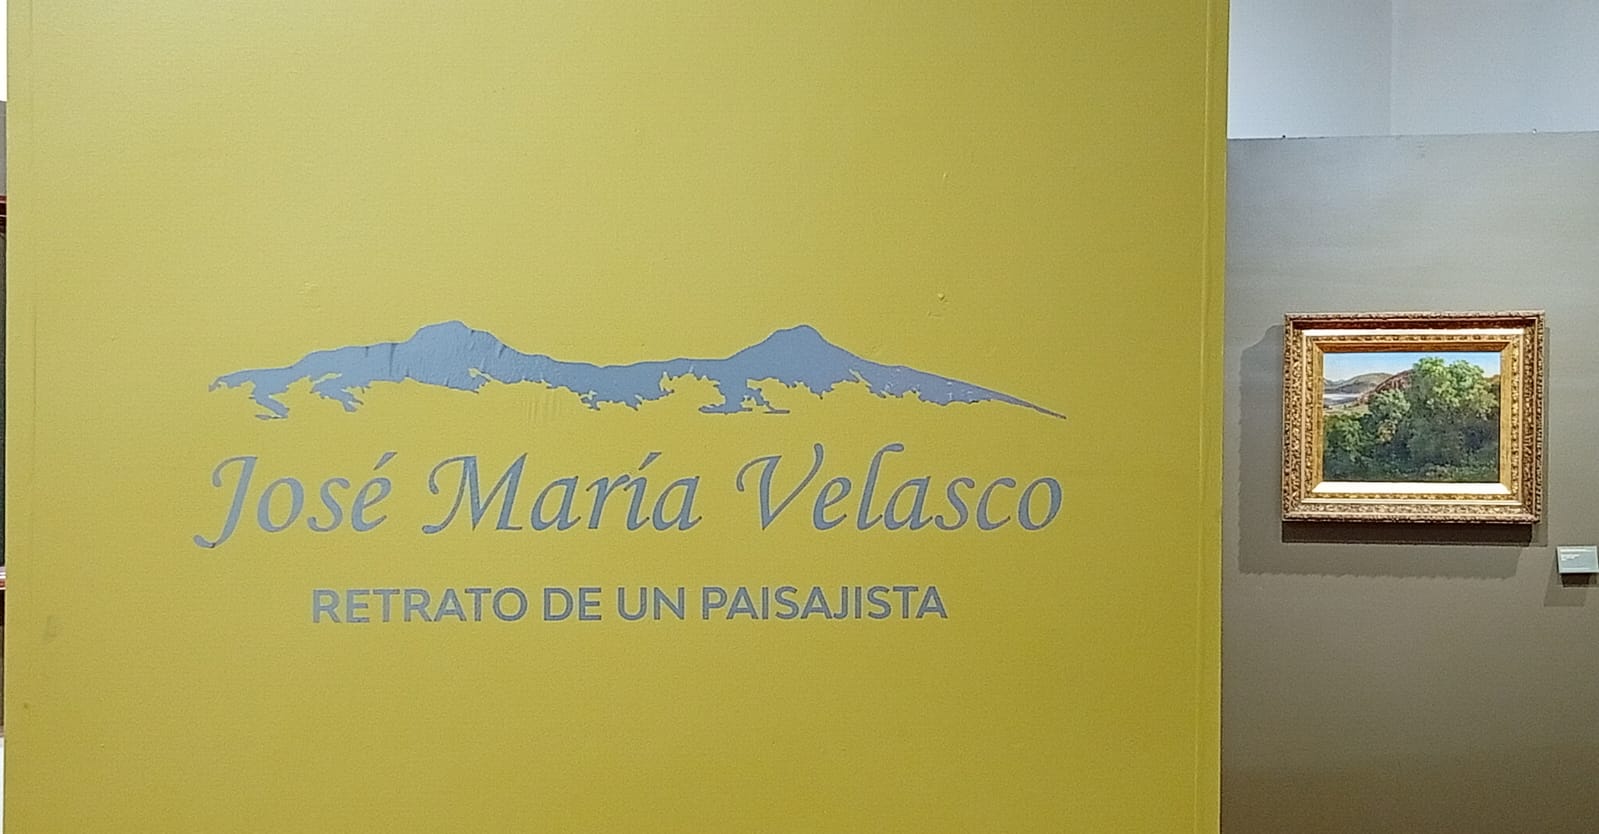 José María Velasco
RETRATO DE UN PAISAJISTA